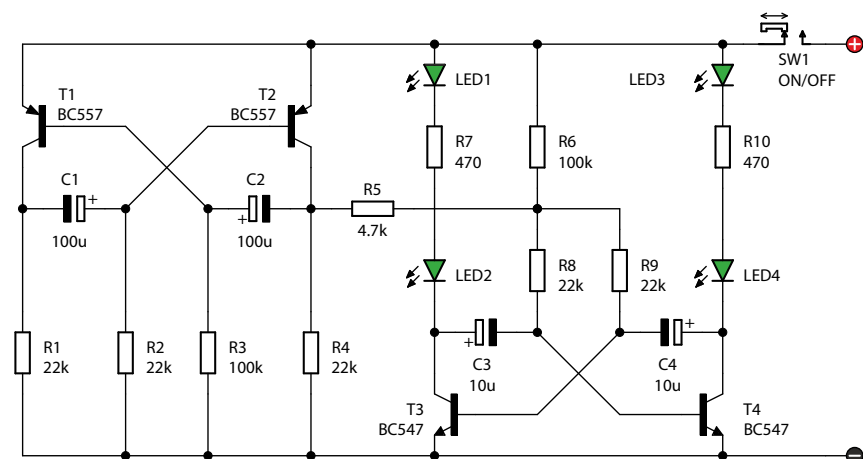 SW1
ON/OFF
T1
BC557
T2
BC557
LED1
LED3
R7
470
R6
100k
R10
470
C1
+
100u
C2
+
100u
R5
4.7k
LED2
R8
22k
R9
22k
LED4
R1
22k
R2
22k
R3
100k
R4
22k
+
C3
10u
+
C4
10u
T3
BC547
T4
BC547